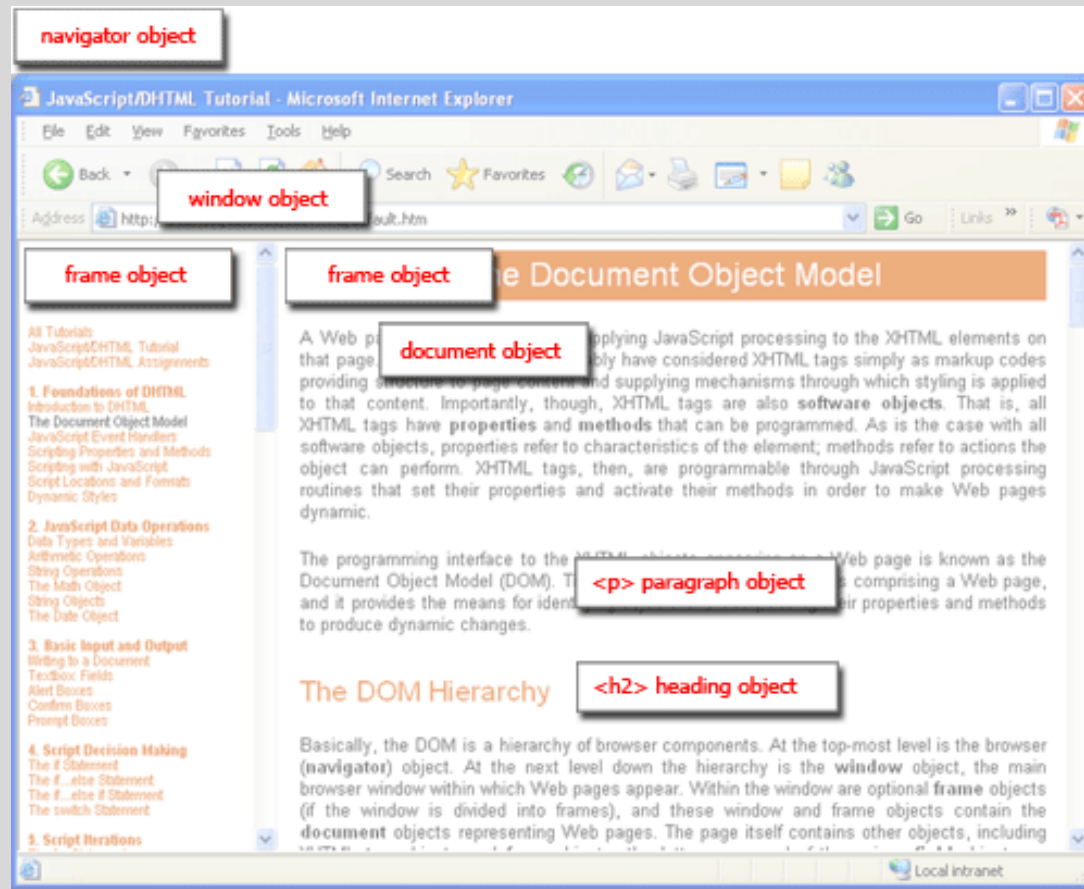 navigator object
JavaScript/DHTML Tutorial - Microsoft Internet Explorer
File Edit View Favorites Tools Help
Back Search Favorites
window object
Address http:/ ault.htm Go Links »
frame object
All Tutorials
JavaScript/DHTML Tutorial
JavaScript/DHTML Assignments
1. Foundations of DHTML
Introduction to DHTML
The Document Object Model
JavaScript Event Handlers
Scripting Properties and Methods
Scripting with JavaScript
Script Locations and Formats
Dynamic Styles
2. JavaScript Data Operations
Data Types and Variables
Arithmetic Operations
String Operations
The Math Object
String Objects
The Date Object
3. Basic Input and Output
Writing to a Document
Textbox Fields
Alert Boxes
Confirm Boxes
Prompt Boxes
4. Script Decision Making
The if Statement
The if...else Statement
The if...else if Statement
The switch Statement
5. Script Iterations
frame object
e Document Object Model
A Web p pplying JavaScript processing to the XHTML elements on
document object
that page. bly have considered XHTML tags simply as markup codes
providing structure to page content and supplying mechanisms through which styling is applied
to that content. Importantly, though, XHTML tags are also software objects. That is, all
XHTML tags have properties and methods that can be programmed. As is the case with all
software objects, properties refer to characteristics of the element; methods refer to actions the
object can perform. XHTML tags, then, are programmable through JavaScript processing
routines that set their properties and activate their methods in order to make Web pages
dynamic.
The programming interface to the Web page is known as the
<p> paragraph object
Document Object Model (DOM). T s comprising a Web page,
and it provides the means for ident eir properties and methods
to produce dynamic changes.
The DOM Hierarchy
<h2> heading object
Basically, the DOM is a hierarchy of browser components. At the top-most level is the browser
(navigator) object. At the next level down the hierarchy is the window object, the main
browser window within which Web pages appear. Within the window are optional frame objects
(if the window is divided into frames), and these window and frame objects contain the
document objects representing Web pages. The page itself contains other objects, including
Local intranet